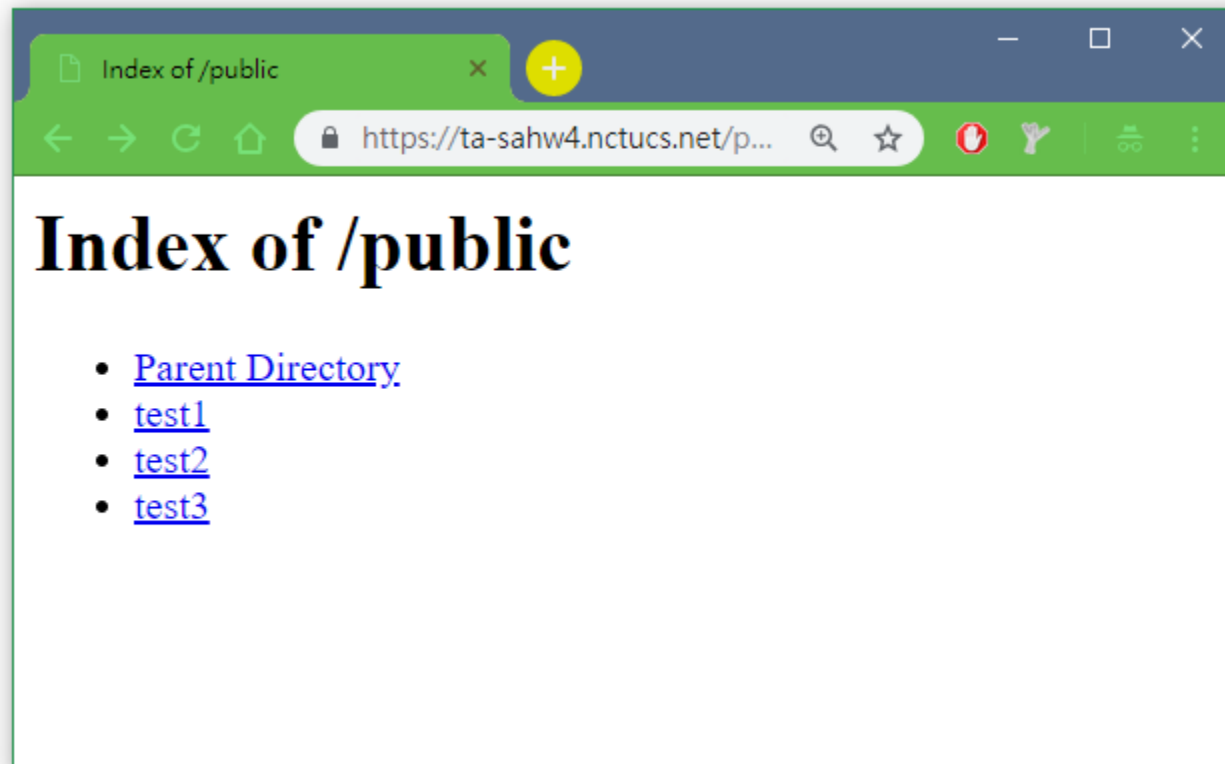 Index of /public
https://ta-sahw4.nctucs.net/p...
Index of /public
Parent Directory
test1
test2
test3